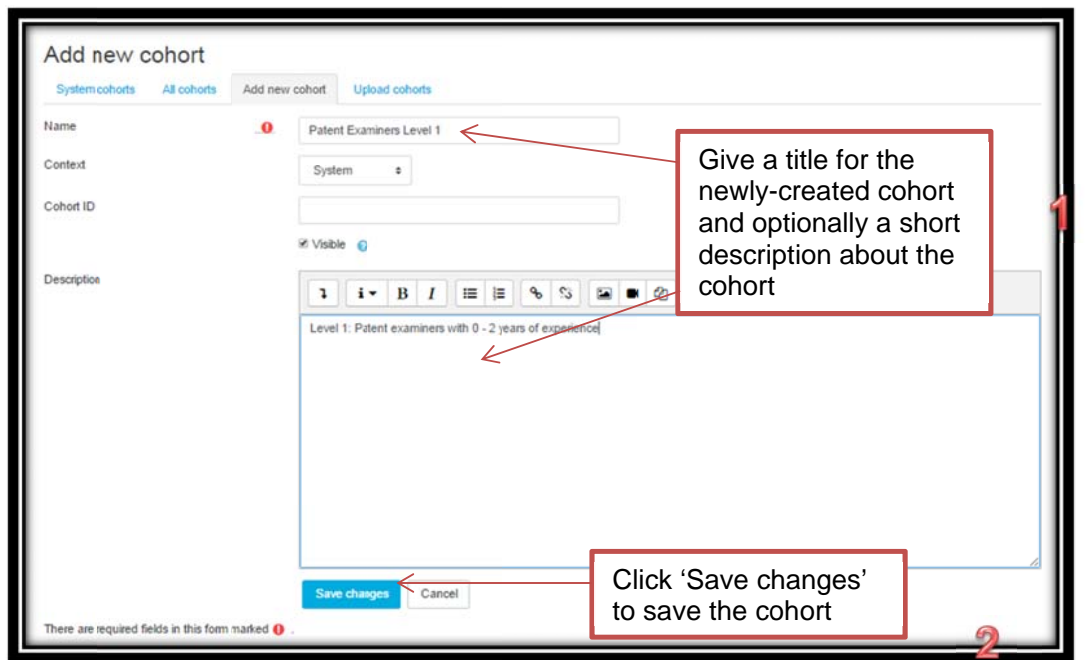 Add new cohort
System cohorts All cohorts Add new cohort Upload cohorts
Name
Patent Examiners Level 1
Context
System
Cohort ID
Visible
Description
B I
Level 1: Patent examiners with 0 - 2 years of experience
Give a title for the
newly-created cohort
and optionally a short
description about the
cohort
1
Save changes Cancel
Click ‘Save changes’
to save the cohort
There are required fields in this form marked .
2